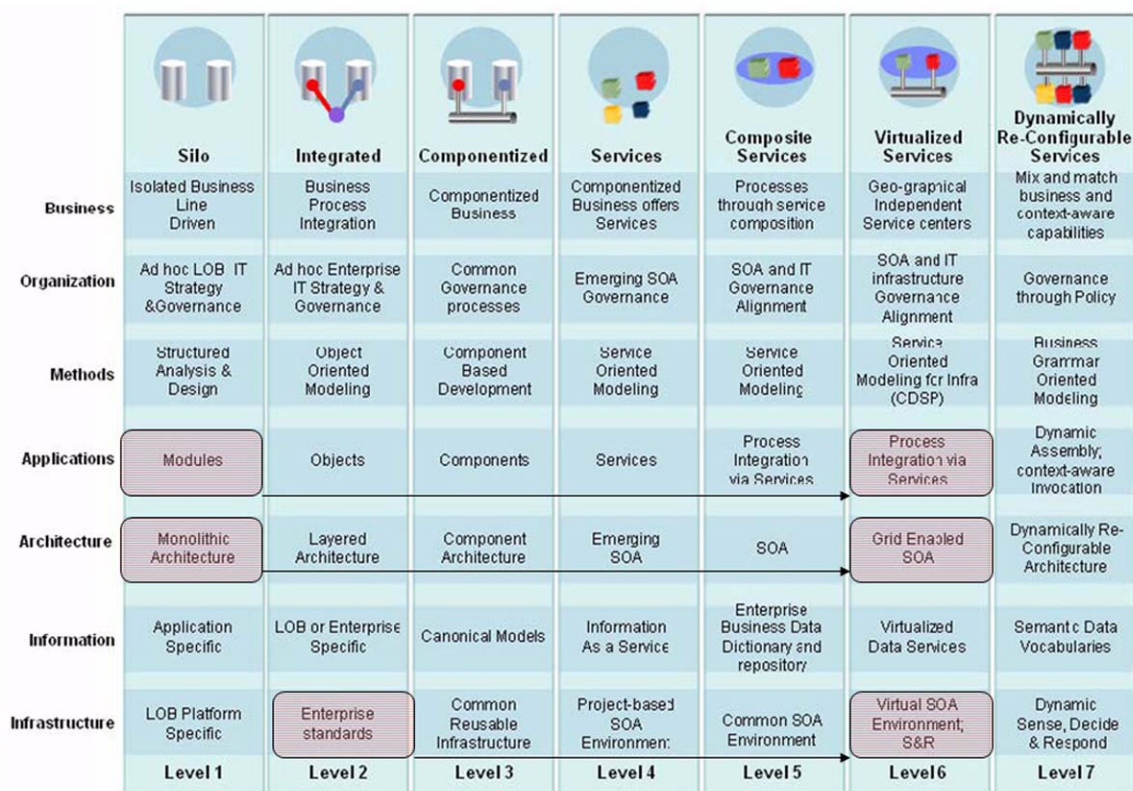 Silo
Integrated
Componentized
Services
Composite
Services
Virtualized
Services
Dynamically
Re-Configurable
Services
Business
Isolated Business
Line
Driven
Business
Process
Integration
Componentized
Business
Componentized
Business offers
Services
Processes
through service
composition
Geo-graphical
Independent
Service centers
Mix and match
business and
context-aware
capabilities
Organization
Ad hoc LOB IT
Strategy
&Governance
Ad hoc Enterprise
IT Strategy &
Governance
Common
Governance
processes
Emerging SOA
Governance
SOA and IT
Governance
Alignment
SOA and IT
infrastructure
Governance
Alignment
Governance
through Policy
Methods
Structured
Analysis &
Design
Object
Oriented
Modeling
Component
Based
Development
Service
Oriented
Modeling
Service
Oriented
Modeling
Service
Oriented
Modeling for Infra
(CDSP)
Business
Grammar
Oriented
Modeling
Applications
Modules
Objects
Components
Services
Process
Integration
via Services
Process
Integration via
Services
Dynamic
Assembly;
context-aware
Invocation
Architecture
Monolithic
Architecture
Layered
Architecture
Component
Architecture
Emerging
SOA
SOA
Grid Enabled
SOA
Dynamically Re-
Configurable
Architecture
Information
Application
Specific
LOB or Enterprise
Specific
Canonical Models
Information
As a Service
Enterprise
Business Data
Dictionary and
repository
Virtualized
Data Services
Semantic Data
Vocabularies
Infrastructure
LOB Platform
Specific
Enterprise
standards
Common
Reusable
Infrastructure
Project-based
SOA
Environment
Common SOA
Environment
Virtual SOA
Environment;
S&R
Dynamic
Sense, Decide
& Respond
Level 1
Level 2
Level 3
Level 4
Level 5
Level 6
Level 7